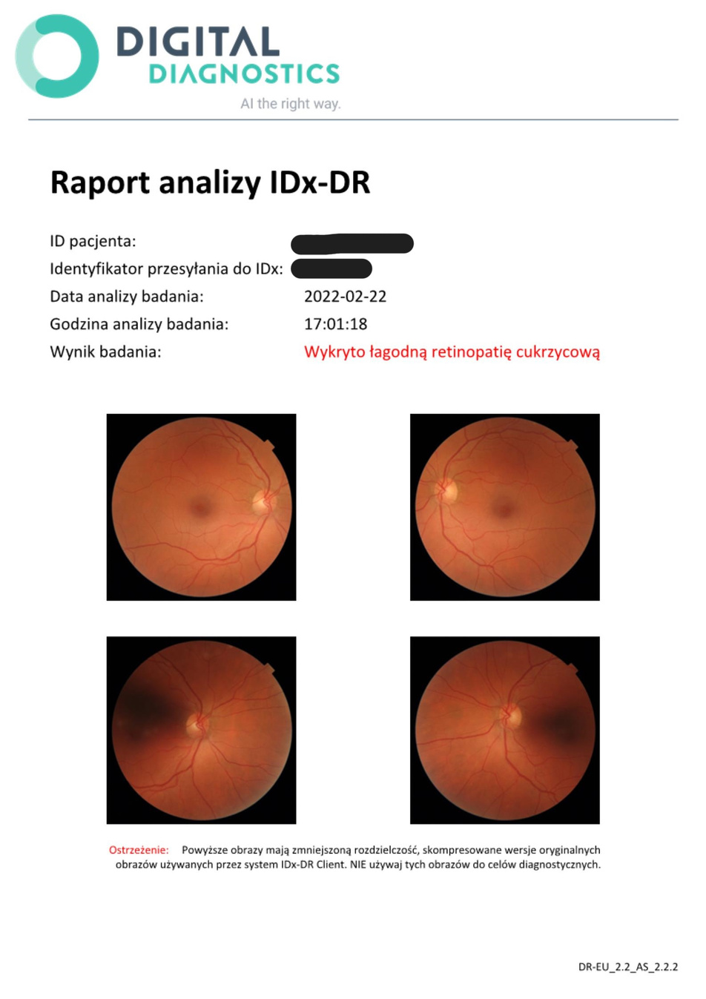 DIGITAL
DIAGNOSTICS
AI the right way.
Raport analizy IDx-DR
ID pacjenta:
Identyfikator przesyłania do IDx:
Data analizy badania: 2022-02-22
Godzina analizy badania: 17:01:18
Wynik badania: Wykryto łagodną retinopatię cukrzycową
Ostrzeżenie: Powyższe obrazy mają zmniejszoną rozdzielczość, skompresowane wersje oryginalnych
obrazów używanych przez system IDx-DR Client. NIE używaj tych obrazów do celów diagnostycznych.
DR-EU_2.2_AS_2.2.2